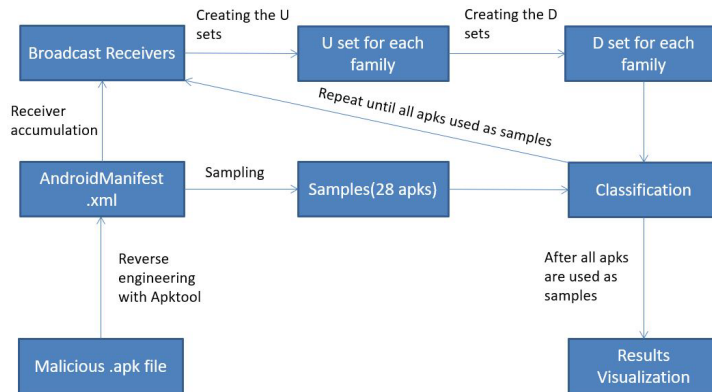 Creating the U
sets
Creating the D
sets
Broadcast Receivers
U set for each
family
D set for each
family
Repeat until all apks used as samples
Receiver
accumulation
AndroidManifest
.xml
Sampling
Samples(28 apks)
Classification
Reverse
engineering
with Apktool
After all apks
are used as
samples
Malicious .apk file
Results
Visualization